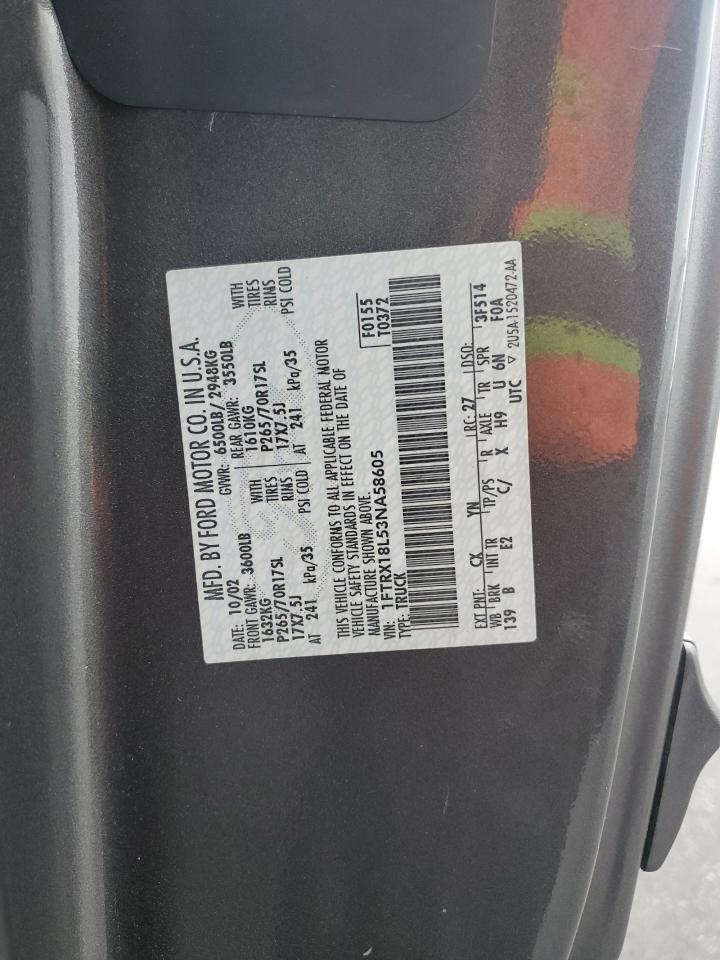 MFD. BY FORD MOTOR CO. IN U.S.A.
DATE: 10/02 GVWR: 6500LB/ 2948KG
FRONT GAWR: 3600LB REAR GAWR: 3550LB
1632KG WITH 1610KG WITH
P265/70R17SL TIRES P265/70R17SL TIRES
17X7.5J RIMS 17X7.5J RIMS
AT 241 kPa/35 PSI COLD AT 241 kPa/35 PSI COLD
THIS VEHICLE CONFORMS TO ALL APPLICABLE FEDERAL MOTOR
VEHICLE SAFETY STANDARDS IN EFFECT ON THE DATE OF
MANUFACTURE SHOWN ABOVE.
VIN: 1FTRX18L53NA58605
TYPE: TRUCK
F0155
T0372
EXT PNT: CX YN RC: 27 DSO: 3F514
WB BRK INT TR TP/PS R AXLE TR SPR F0A
139 B E2 C/ X H9 U 6N
UTC ▽ 2U5A-1520472-AA